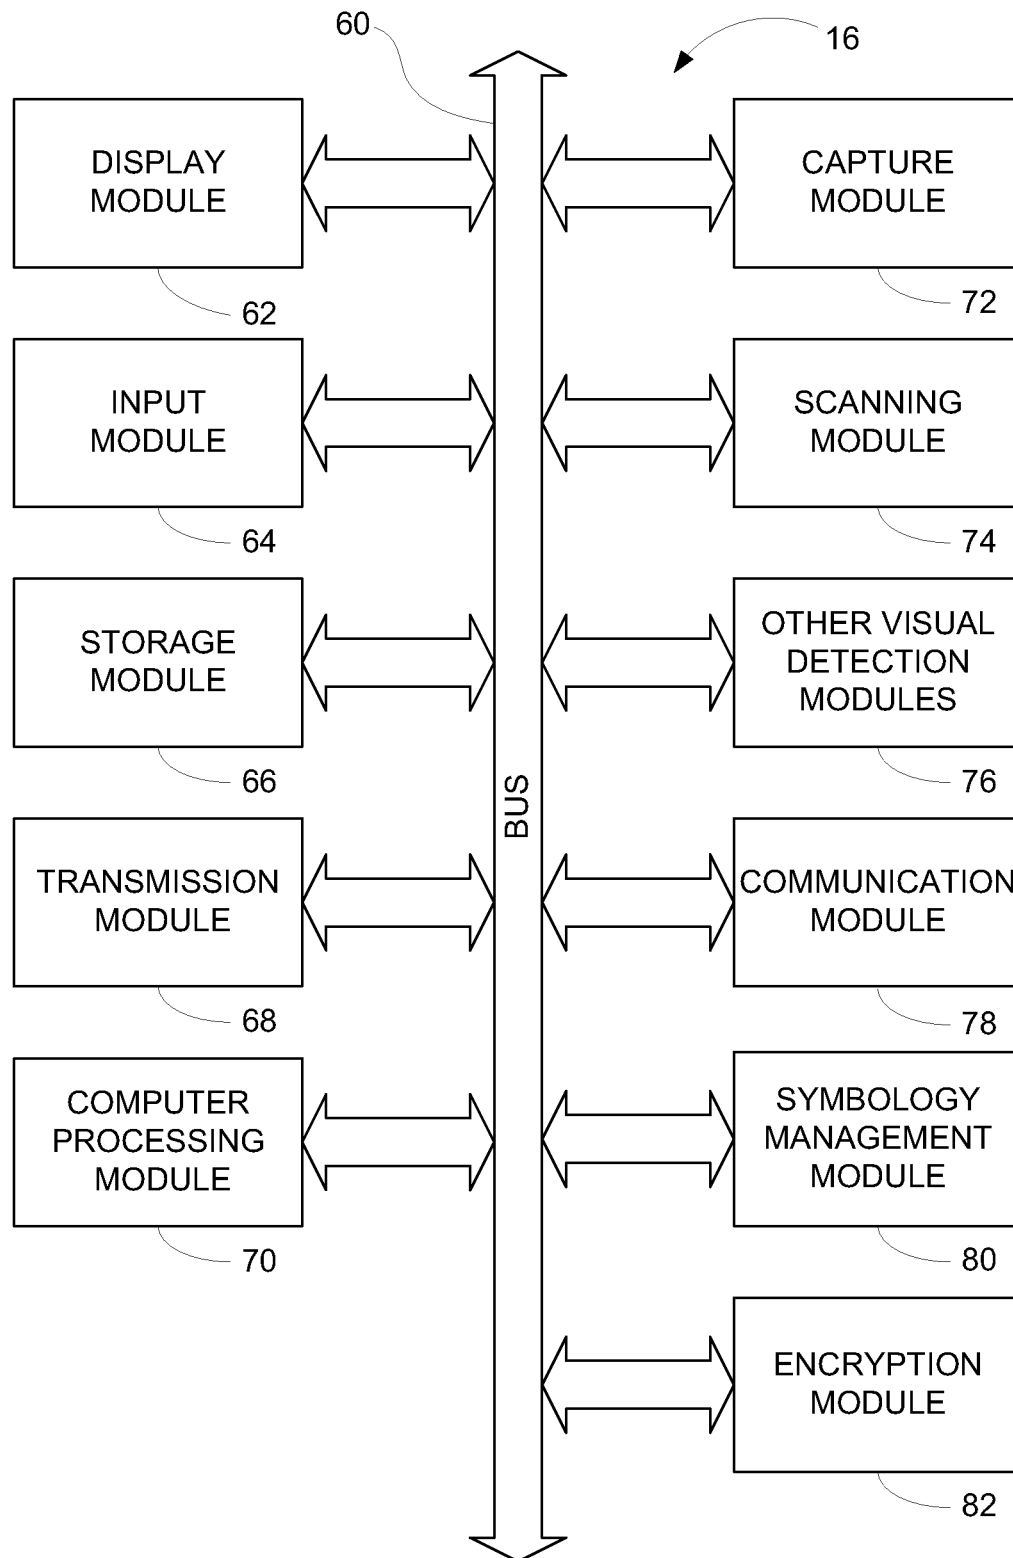 60
16
DISPLAY
MODULE
62
CAPTURE
MODULE
72
INPUT
MODULE
64
SCANNING
MODULE
74
STORAGE
MODULE
66
OTHER VISUAL
DETECTION
MODULES
76
BUS
TRANSMISSION
MODULE
68
COMMUNICATION
MODULE
78
COMPUTER
PROCESSING
MODULE
70
SYMBOLOGY
MANAGEMENT
MODULE
80
ENCRYPTION
MODULE
82